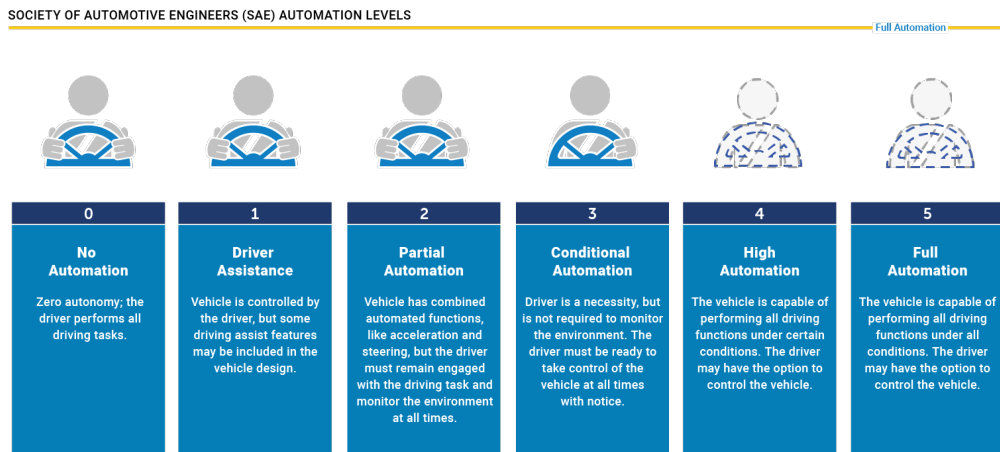 SOCIETY OF AUTOMOTIVE ENGINEERS (SAE) AUTOMATION LEVELS
Full Automation
0
No
Automation
Zero autonomy; the
driver performs all
driving tasks.
1
Driver
Assistance
Vehicle is controlled by
the driver, but some
driving assist features
may be included in the
vehicle design.
2
Partial
Automation
Vehicle has combined
automated functions,
like acceleration and
steering, but the driver
must remain engaged
with the driving task and
monitor the environment
at all times.
3
Conditional
Automation
Driver is a necessity, but
is not required to monitor
the environment. The
driver must be ready to
take control of the
vehicle at all times
with notice.
4
High
Automation
The vehicle is capable of
performing all driving
functions under certain
conditions. The driver
may have the option to
control the vehicle.
5
Full
Automation
The vehicle is capable of
performing all driving
functions under all
conditions. The driver
may have the option to
control the vehicle.